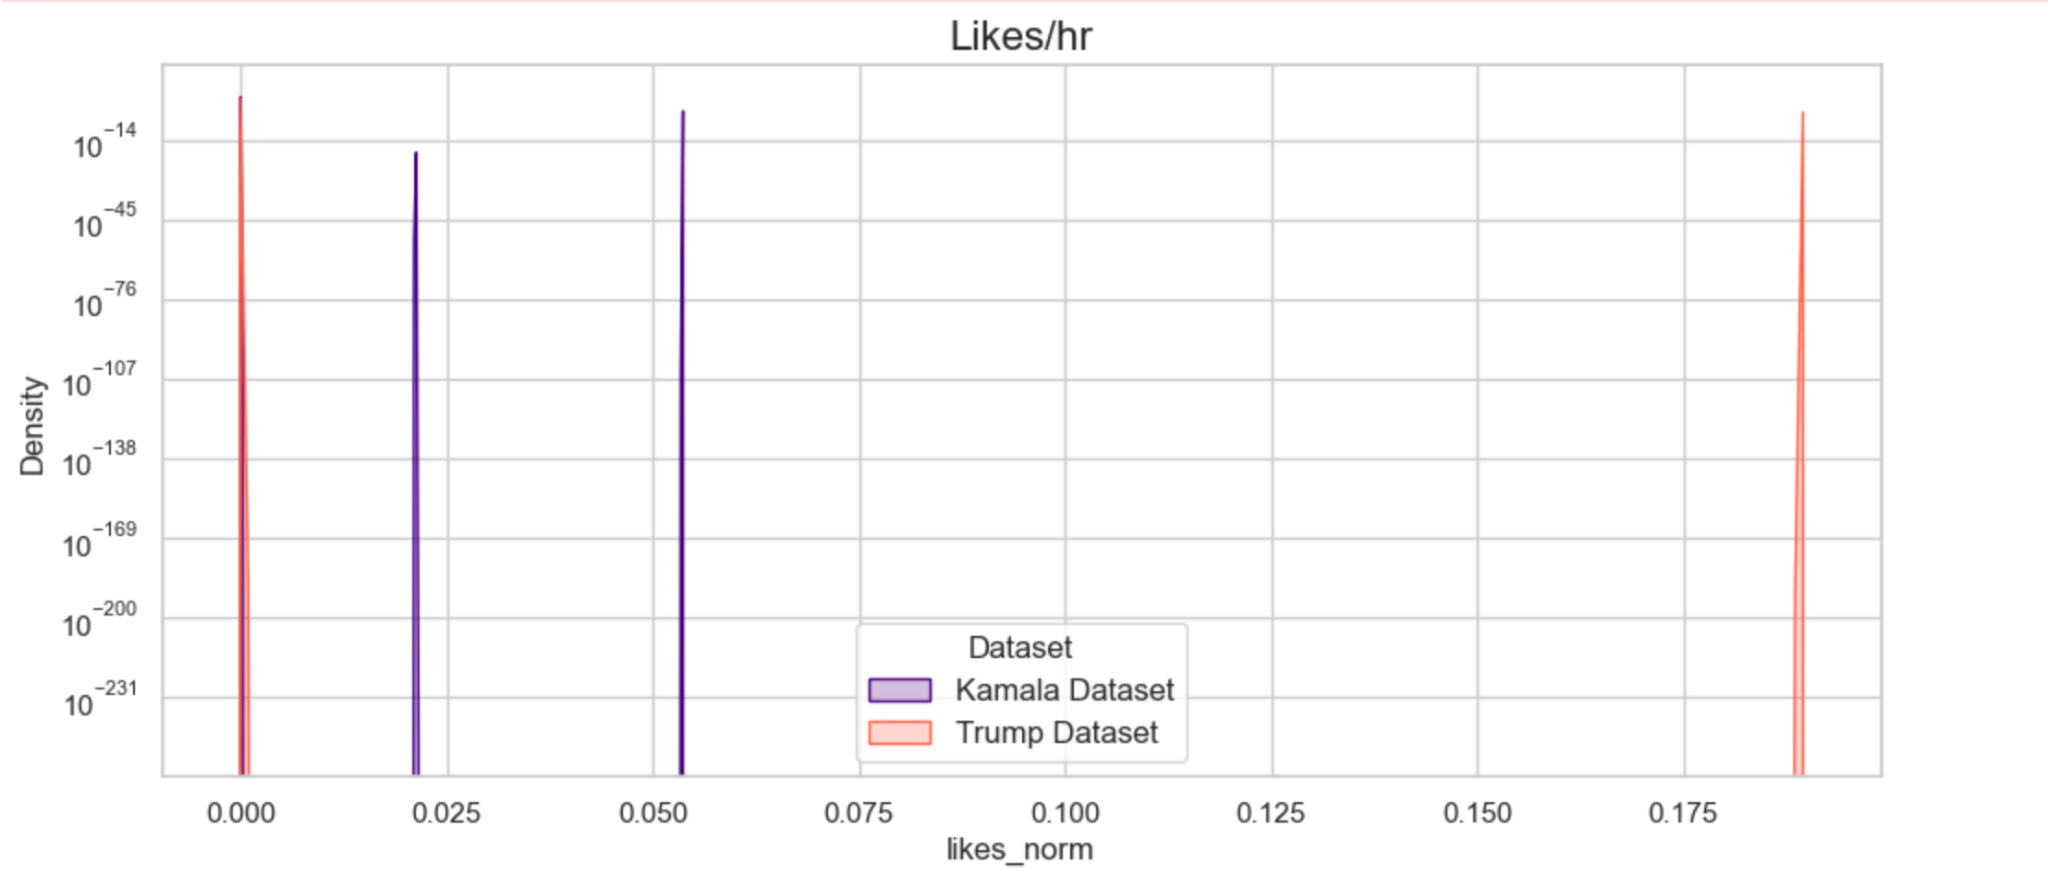 Likes/hr
10^−14
10^−45
10^−76
10^−107
10^−138
10^−169
10^−200
10^−231
Density
Dataset
Kamala Dataset
Trump Dataset
0.000 0.025 0.050 0.075 0.100 0.125 0.150 0.175
likes_norm